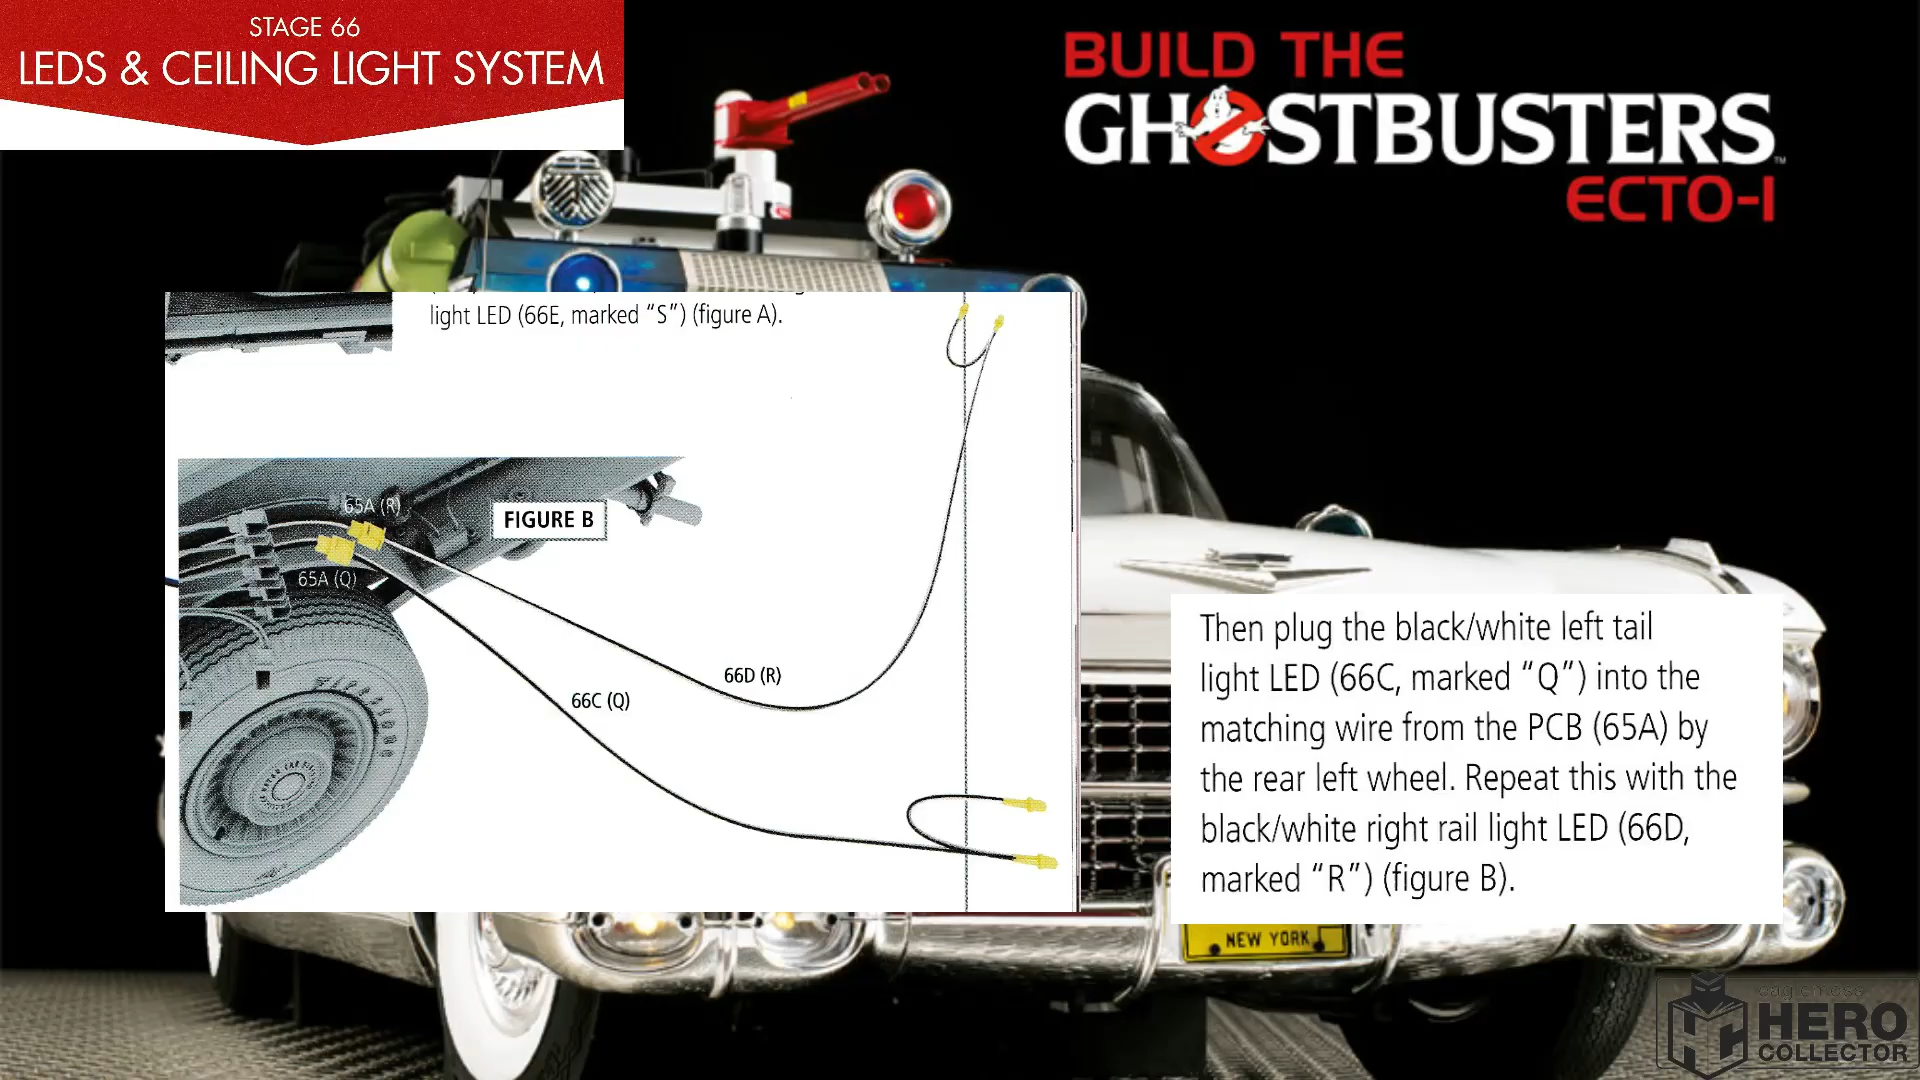 STAGE 66
LEDS & CEILING LIGHT SYSTEM
BUILD THE
GHOSTBUSTERS™
ECTO-1
light LED (66E, marked “S”) (figure A).
65A (R)
FIGURE B
65A (Q)
66D (R)
66C (Q)
Then plug the black/white left tail
light LED (66C, marked “Q”) into the
matching wire from the PCB (65A) by
the rear left wheel. Repeat this with the
black/white right rail light LED (66D,
marked “R”) (figure B).
NEW YORK
eaglemoss
HERO
COLLECTOR